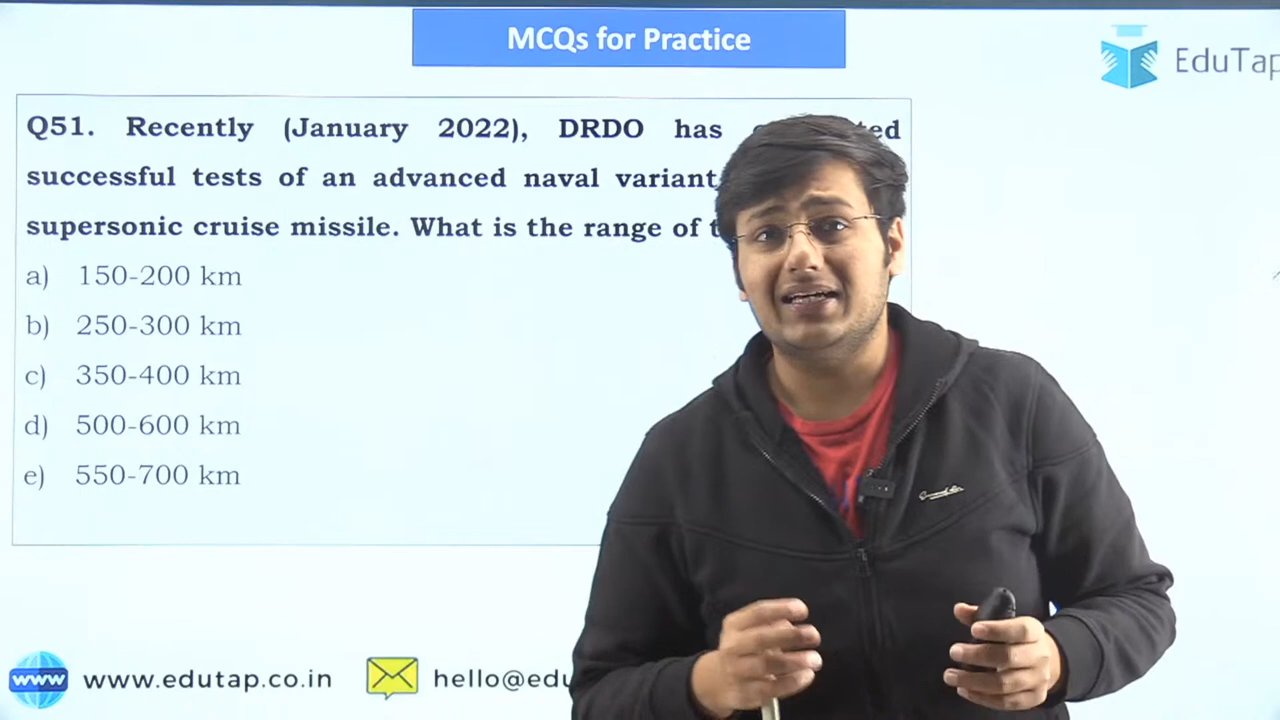 MCQs for Practice
EduTap
Q51. Recently (January 2022), DRDO has
successful tests of an advanced naval variant
supersonic cruise missile. What is the range of
a) 150-200 km
b) 250-300 km
c) 350-400 km
d) 500-600 km
e) 550-700 km
www www.edutap.co.in